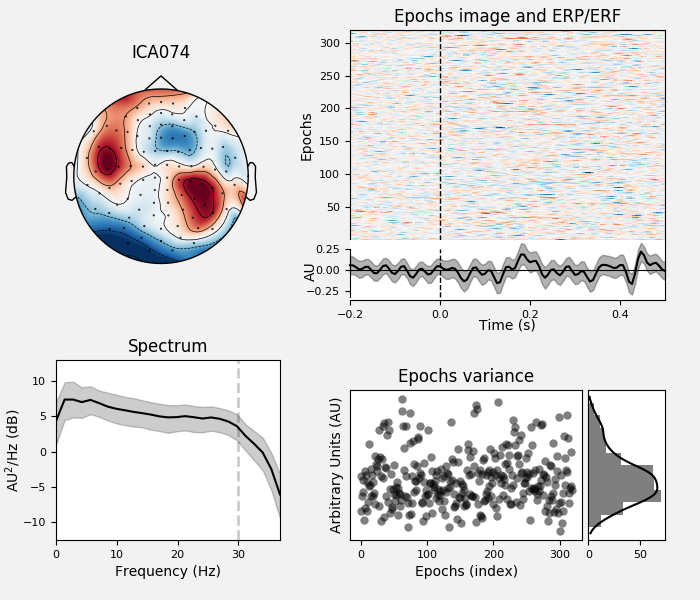 ICA074
Epochs image and ERP/ERF
Epochs
300
250
200
150
100
50
AU
0.25
0.00
−0.25
−0.2
0.0
0.2
0.4
Time (s)
Spectrum
AU²/Hz (dB)
10
5
0
−5
−10
0
10
20
30
Frequency (Hz)
Epochs variance
Arbitrary Units (AU)
0
100
200
300
Epochs (index)
0
50